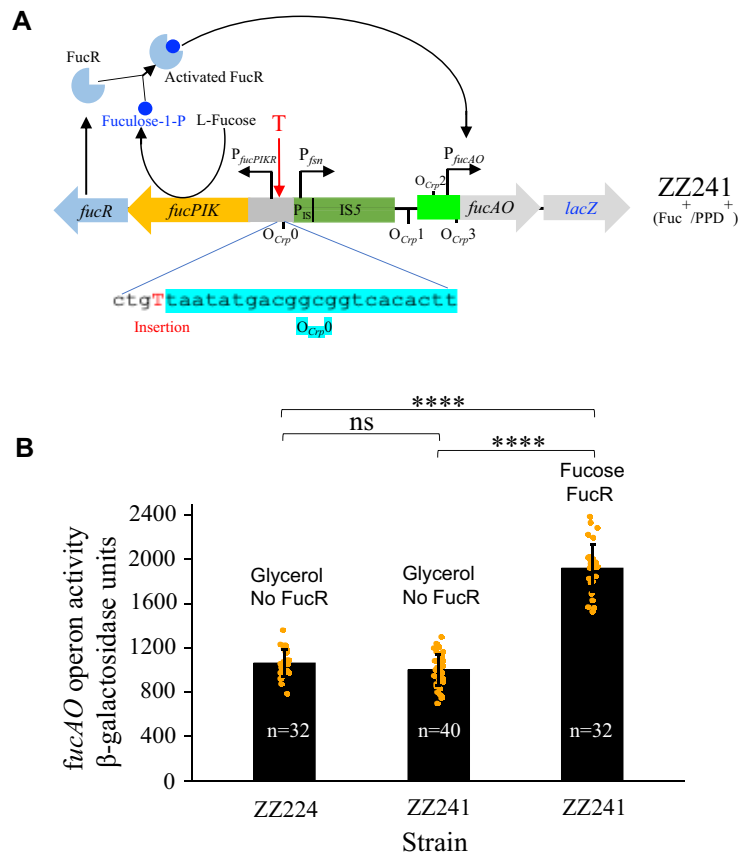 A
FucR
Activated FucR
Fuculose-1-P
L-Fucose
T
PfucPIKR
Pfsn
OCrp2
PfucAO
fucR
fucPIK
PIS
IS5
fucAO
lacZ
ZZ241
(Fuc+/PPD+)
OCrp0
OCrp1
OCrp3
ctgTtaatatgacggcggtcacactt
Insertion
OCrp0
B
****
ns
****
Fucose
FucR
Glycerol
No FucR
Glycerol
No FucR
fucAO operon activity
β-galactosidase units
2400
2000
1600
1200
800
400
0
n=32
n=40
n=32
ZZ224
ZZ241
ZZ241
Strain